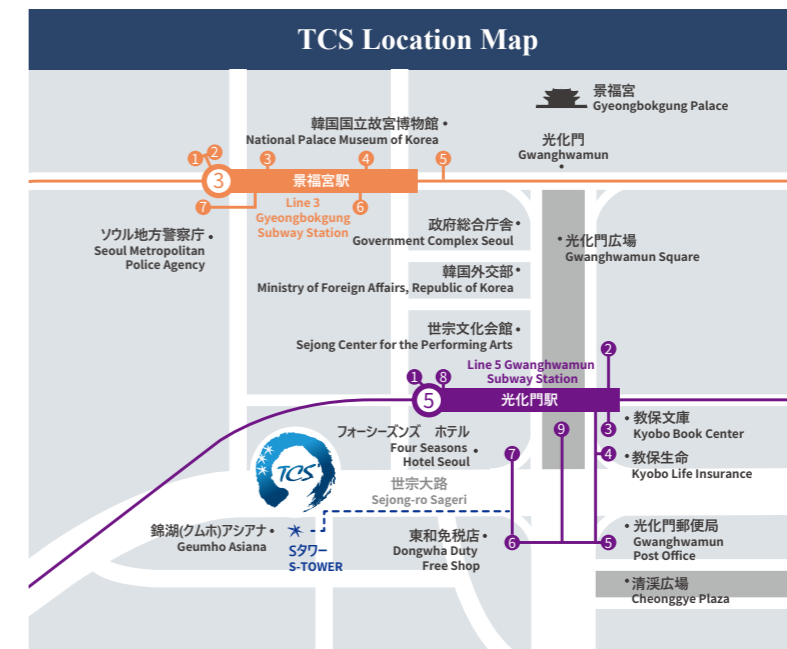 TCS Location Map
景福宮
Gyeongbokgung Palace
韓国国立故宮博物館
National Palace Museum of Korea
光化門
Gwanghwamun
1
2
3
4
5
3
景福宮駅
7
6
Line 3
Gyeongbokgung
Subway Station
ソウル地方警察庁
Seoul Metropolitan
Police Agency
政府総合庁舎
Government Complex Seoul
光化門広場
Gwanghwamun Square
韓国外交部
Ministry of Foreign Affairs, Republic of Korea
世宗文化会館
Sejong Center for the Performing Arts
2
Line 5 Gwanghwamun
Subway Station
1
8
5
光化門駅
教保文庫
Kyobo Book Center
3
9
フォーシーズンズ ホテル
Four Seasons
Hotel Seoul
7
4
教保生命
Kyobo Life Insurance
TCS
世宗大路
Sejong-ro Sageri
錦湖(クムホ)アシアナ
Geumho Asiana
Sタワー
S-TOWER
東和免税店
Dongwha Duty
Free Shop
6
5
光化門郵便局
Gwanghwamun
Post Office
清渓広場
Cheonggye Plaza